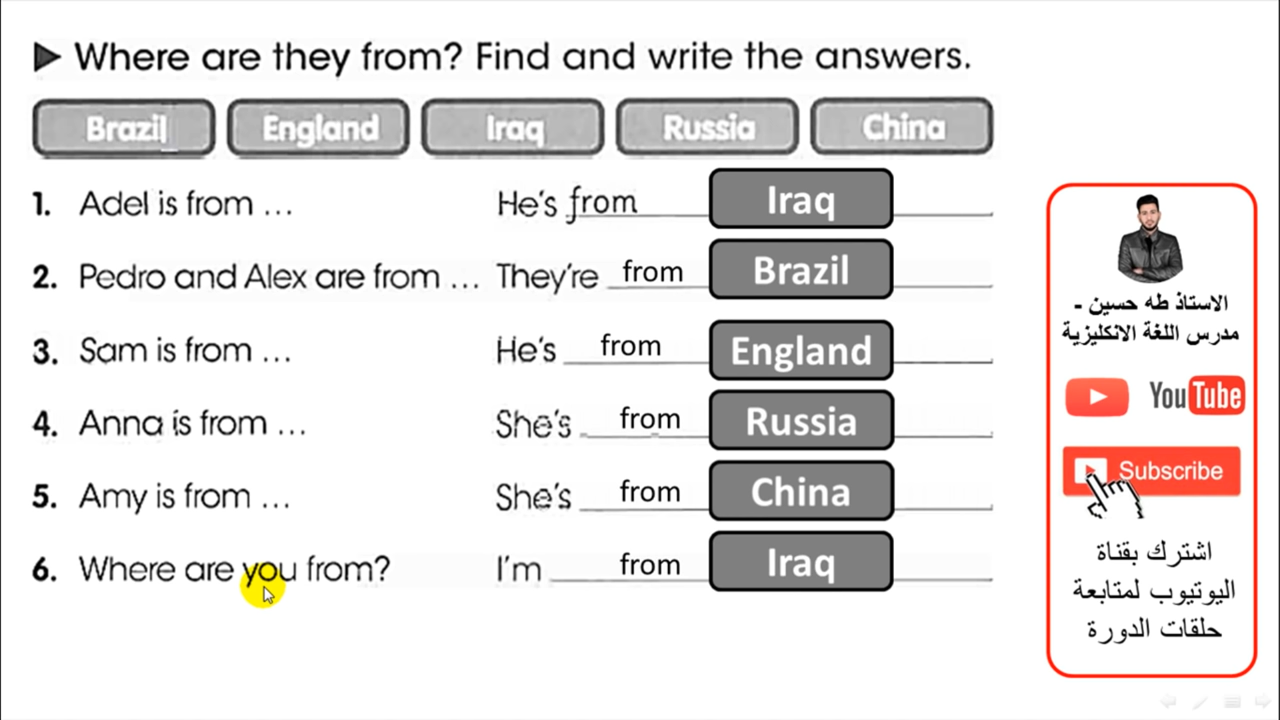 Where are they from? Find and write the answers.
Brazil England Iraq Russia China
1. Adel is from ... He's from Iraq
2. Pedro and Alex are from ... They're from Brazil
3. Sam is from ... He's from England
4. Anna is from ... She's from Russia
5. Amy is from ... She's from China
6. Where are you from? I'm from Iraq
الاستاذ طه حسين -
مدرس اللغة الانكليزية
YouTube
Subscribe
اشترك بقناة
اليوتيوب لمتابعة
حلقات الدورة